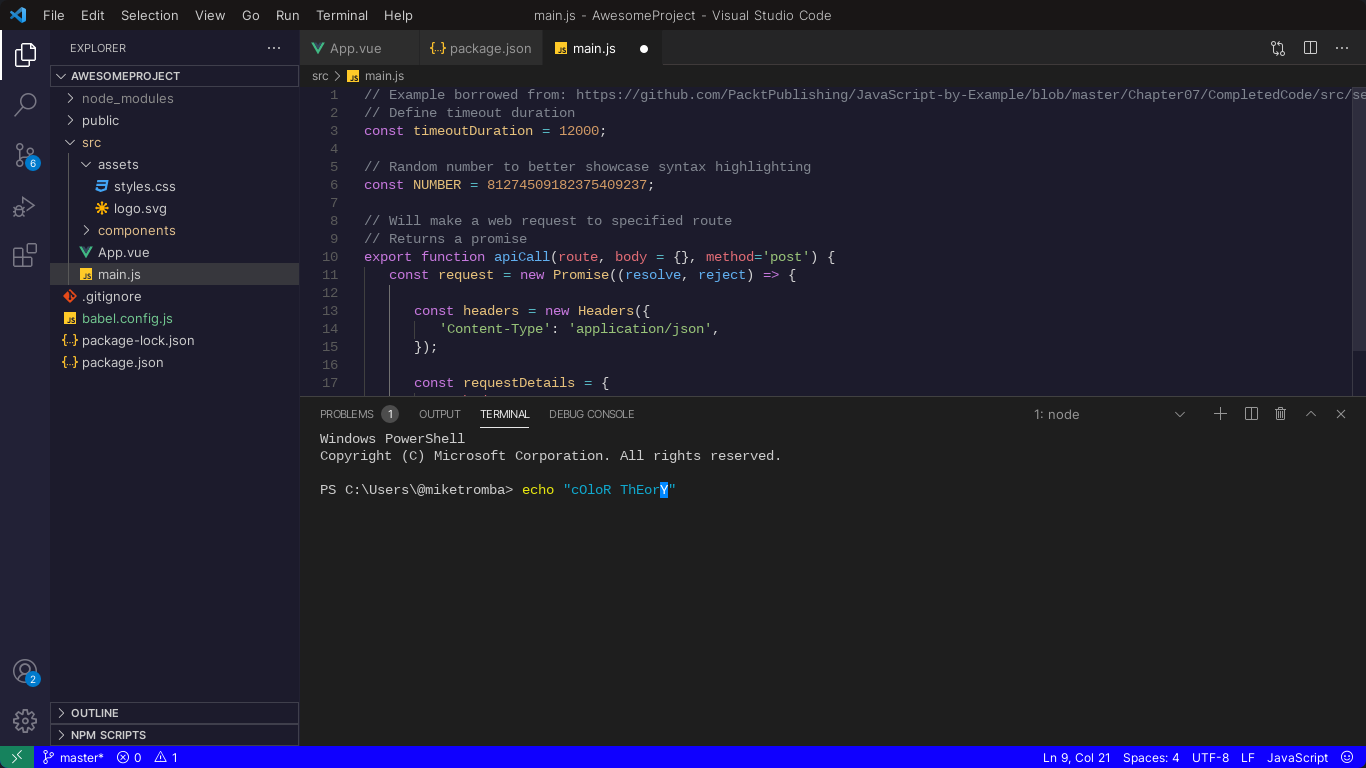 File Edit Selection View Go Run Terminal Help
main.js - AwesomeProject - Visual Studio Code
EXPLORER
AWESOMEPROJECT
node_modules
public
src
assets
styles.css
logo.svg
components
App.vue
main.js
.gitignore
babel.config.js
package-lock.json
package.json
OUTLINE
NPM SCRIPTS
6
2
App.vue package.json main.js
src main.js
1 // Example borrowed from: https://github.com/PacktPublishing/JavaScript-by-Example/blob/master/Chapter07/CompletedCode/src/se
2 // Define timeout duration
3 const timeoutDuration = 12000;
4
5 // Random number to better showcase syntax highlighting
6 const NUMBER = 81274509182375409237;
7
8 // Will make a web request to specified route
9 // Returns a promise
10 export function apiCall(route, body = {}, method='post') {
11 const request = new Promise((resolve, reject) => {
12
13 const headers = new Headers({
14 'Content-Type': 'application/json',
15 });
16
17 const requestDetails = {
PROBLEMS 1 OUTPUT TERMINAL DEBUG CONSOLE 1: node
Windows PowerShell
Copyright (C) Microsoft Corporation. All rights reserved.
PS C:\Users\@miketromba> echo "cOloR ThEorY"
master* 0 1 Ln 9, Col 21 Spaces: 4 UTF-8 LF JavaScript